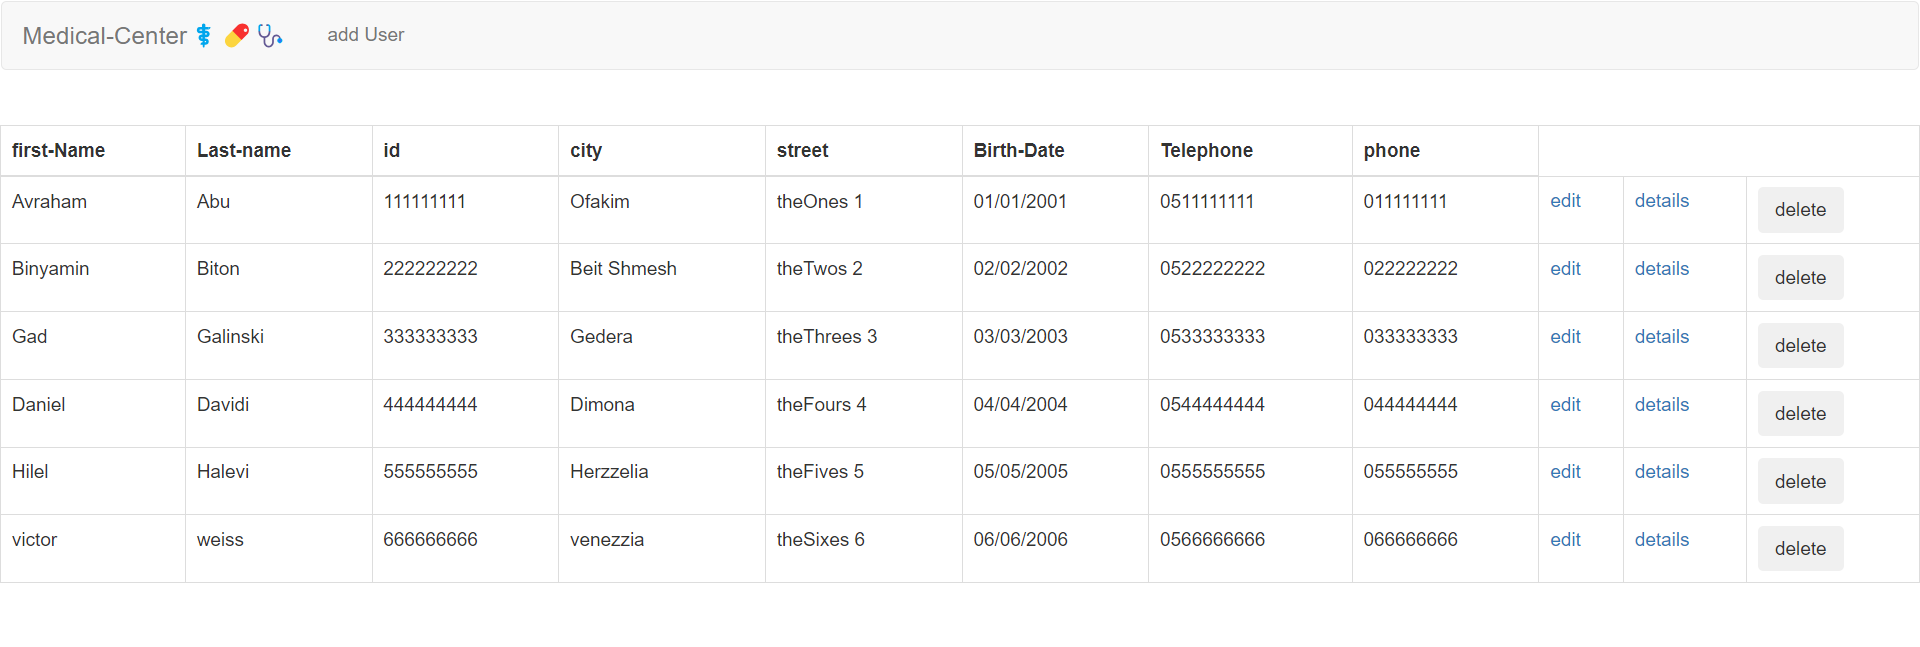 Medical-Center add User
first-Name Last-name id city street Birth-Date Telephone phone
Avraham Abu 111111111 Ofakim theOnes 1 01/01/2001 0511111111 011111111 edit details delete
Binyamin Biton 222222222 Beit Shmesh theTwos 2 02/02/2002 0522222222 022222222 edit details delete
Gad Galinski 333333333 Gedera theThrees 3 03/03/2003 0533333333 033333333 edit details delete
Daniel Davidi 444444444 Dimona theFours 4 04/04/2004 0544444444 044444444 edit details delete
Hilel Halevi 555555555 Herzzelia theFives 5 05/05/2005 0555555555 055555555 edit details delete
victor weiss 666666666 venezzia theSixes 6 06/06/2006 0566666666 066666666 edit details delete